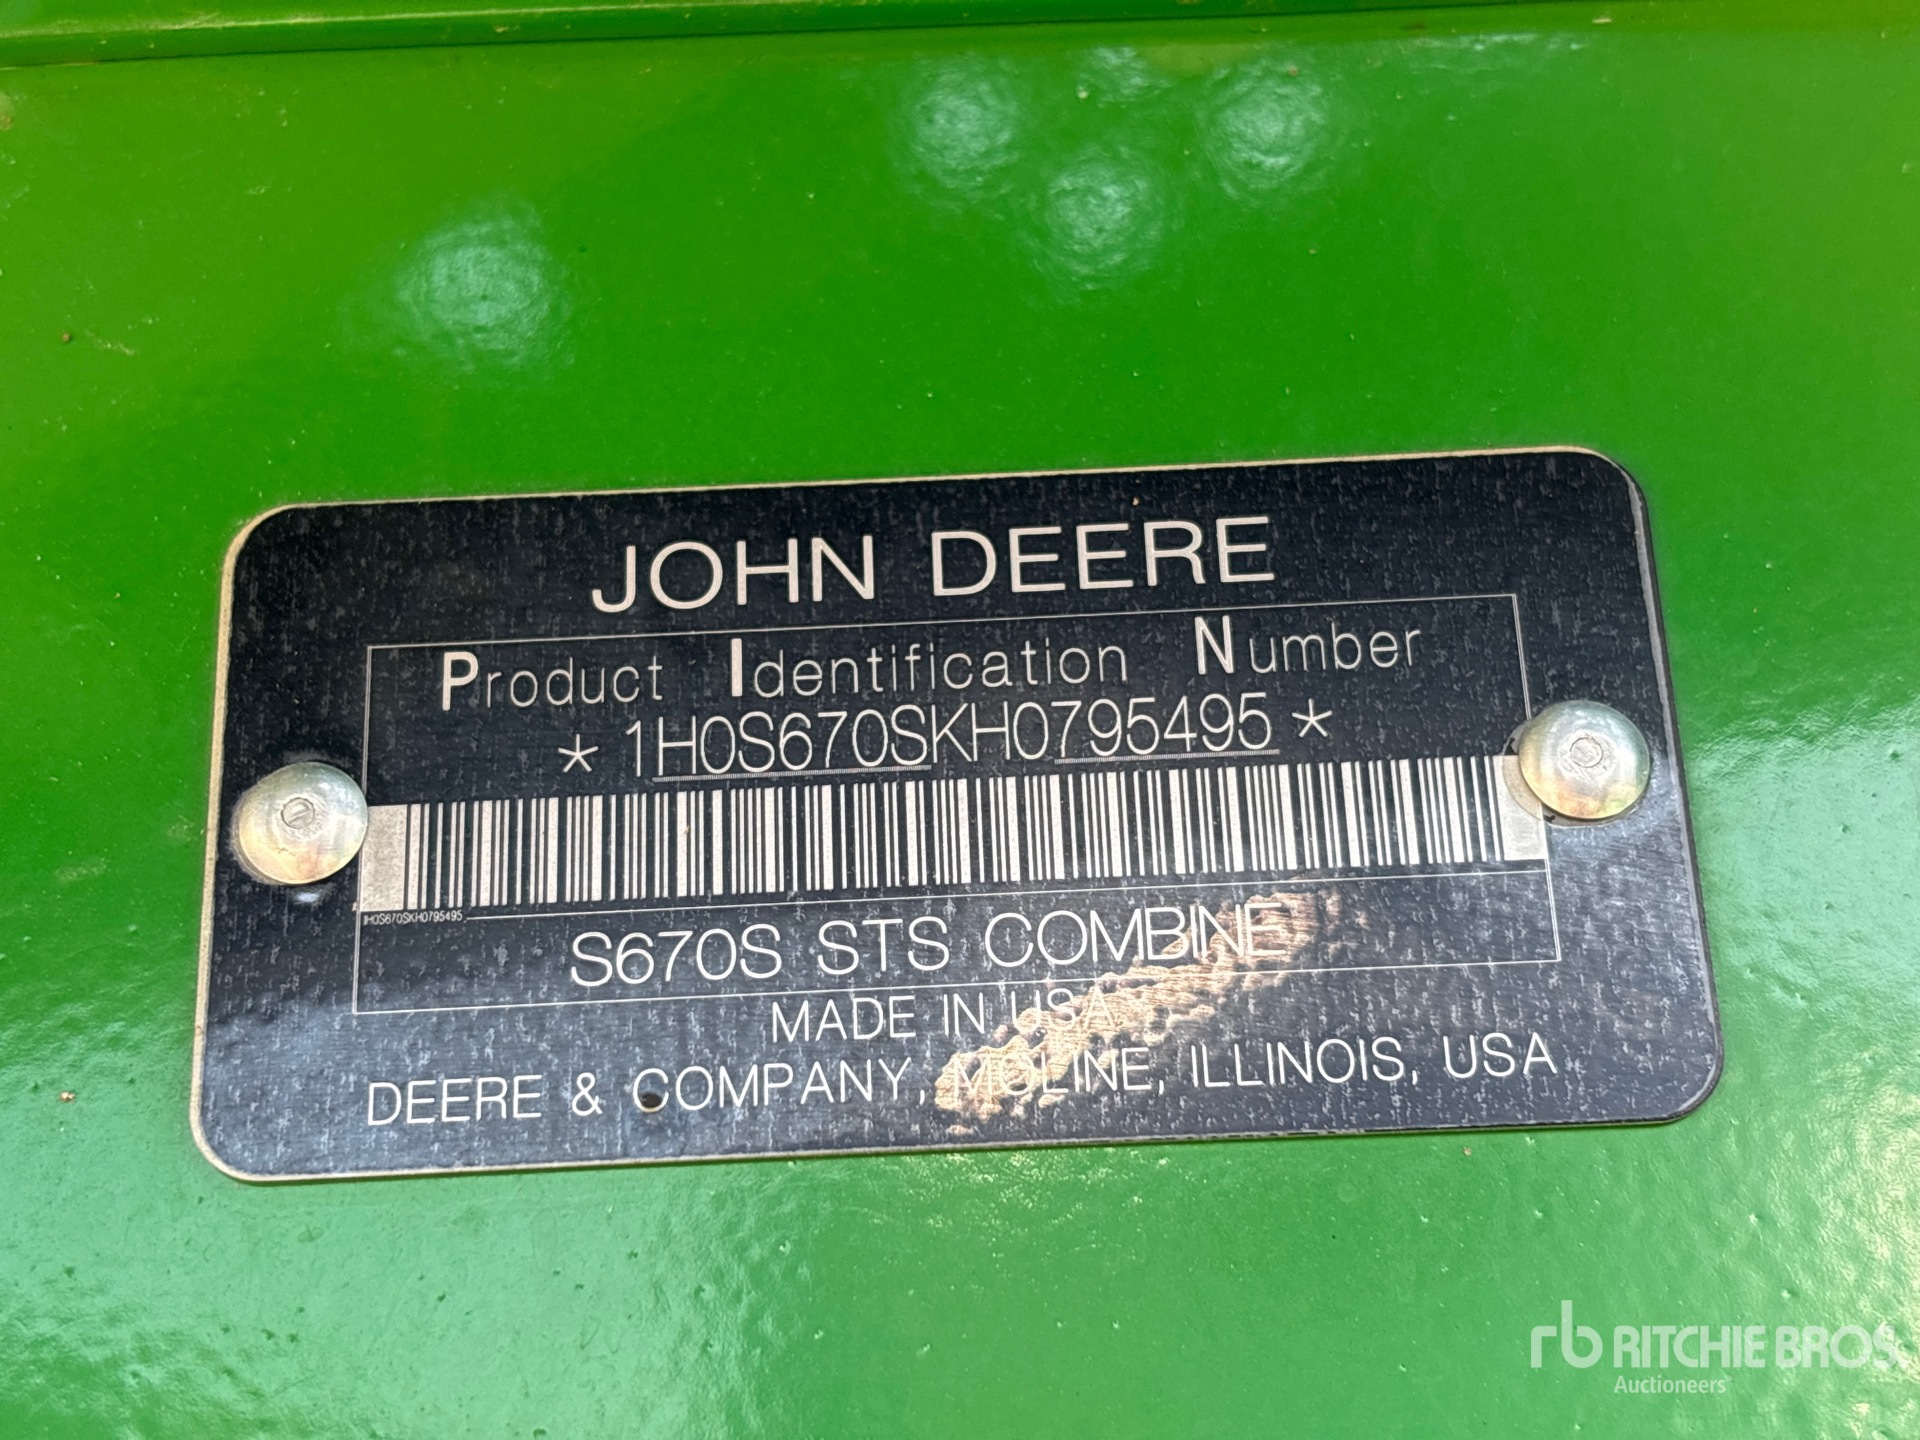 JOHN DEERE
Product Identification Number
* 1H0S670SKH0795495 *
1H0S670SKH0795495
S670S STS COMBINE
MADE IN USA
DEERE & COMPANY, MOLINE, ILLINOIS, USA
rb RITCHIE BROS.
Auctioneers